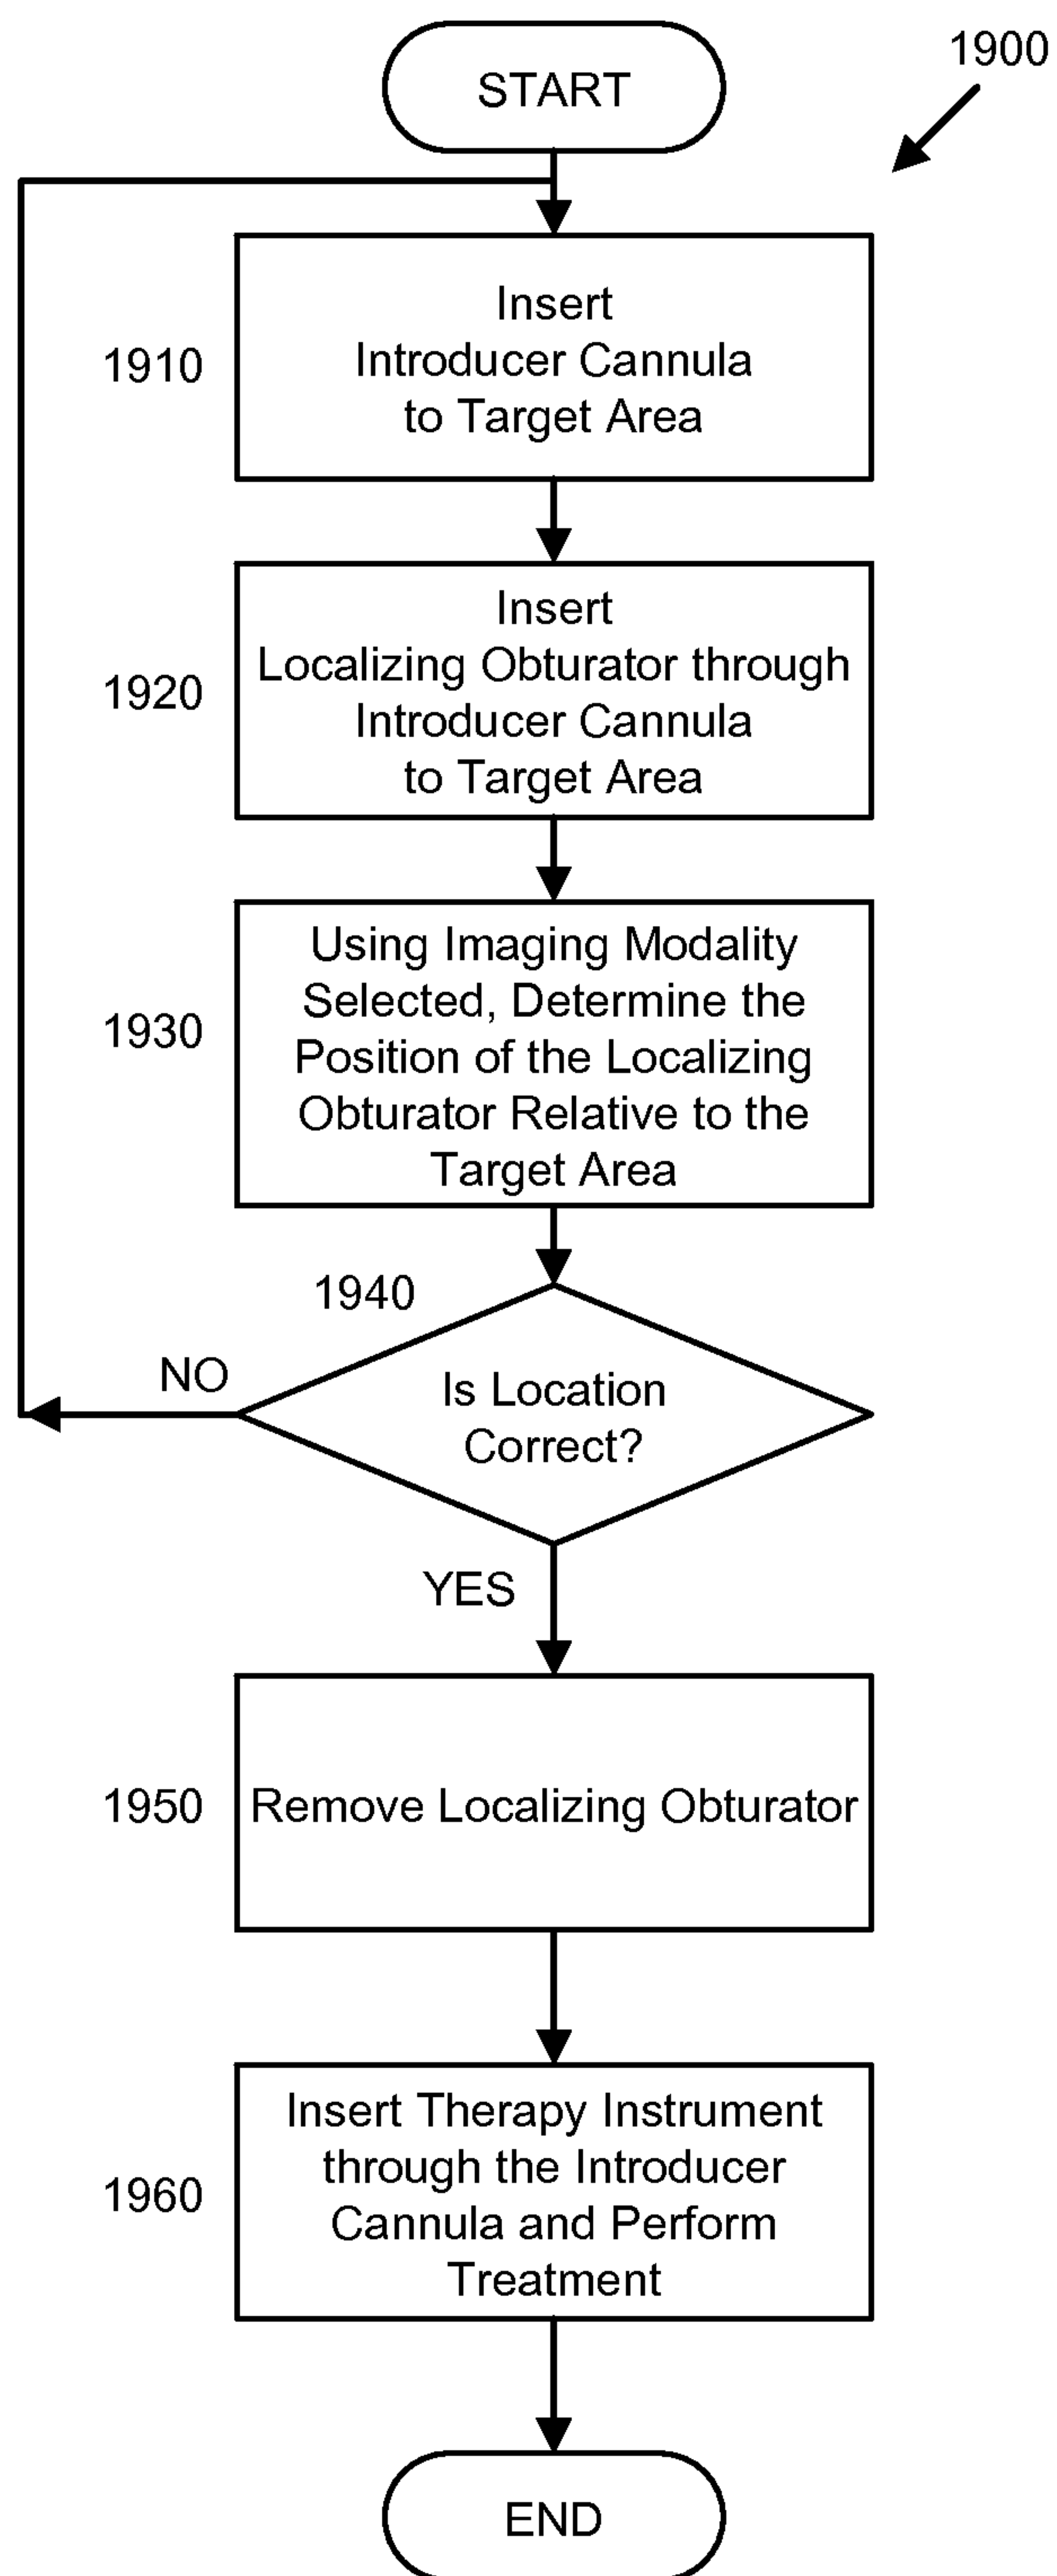 START
1900
Insert
Introducer Cannula
to Target Area
1910
Insert
Localizing Obturator through
Introducer Cannula
to Target Area
1920
Using Imaging Modality
Selected, Determine the
Position of the Localizing
Obturator Relative to the
Target Area
1930
1940
Is Location
Correct?
NO
YES
1950
Remove Localizing Obturator
1960
Insert Therapy Instrument
through the Introducer
Cannula and Perform
Treatment
END